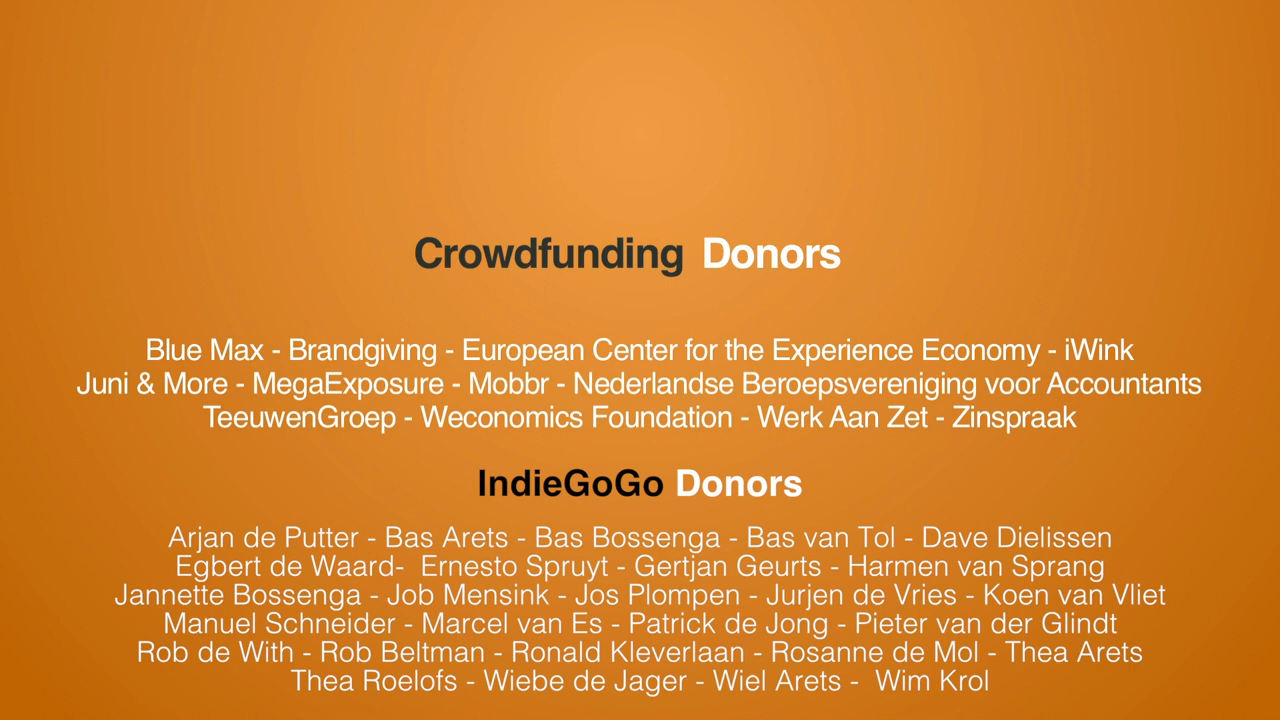 Crowdfunding Donors
Blue Max - Brandgiving - European Center for the Experience Economy - iWink
Juni & More - MegaExposure - Mobbr - Nederlandse Beroepsvereniging voor Accountants
TeeuwenGroep - Weconomics Foundation - Werk Aan Zet - Zinspraak
IndieGoGo Donors
Arjan de Putter - Bas Arets - Bas Bossenga - Bas van Tol - Dave Dielissen
Egbert de Waard-  Ernesto Spruyt - Gertjan Geurts - Harmen van Sprang
Jannette Bossenga - Job Mensink - Jos Plompen - Jurjen de Vries - Koen van Vliet
Manuel Schneider - Marcel van Es - Patrick de Jong - Pieter van der Glindt
Rob de With - Rob Beltman - Ronald Kleverlaan - Rosanne de Mol - Thea Arets
Thea Roelofs - Wiebe de Jager - Wiel Arets -  Wim Krol